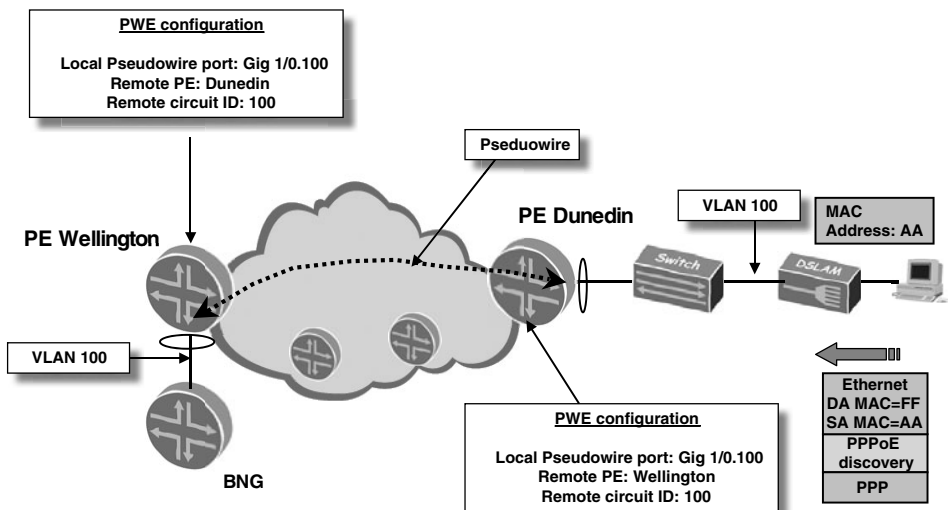 PWE configuration
Local Pseudowire port: Gig 1/0.100
Remote PE: Dunedin
Remote circuit ID: 100
Pseduowire
PE Wellington
PE Dunedin
VLAN 100
MAC
Address: AA
Switch
DSLAM
VLAN 100
BNG
PWE configuration
Local Pseudowire port: Gig 1/0.100
Remote PE: Wellington
Remote circuit ID: 100
Ethernet
DA MAC=FF
SA MAC=AA
PPPoE
discovery
PPP